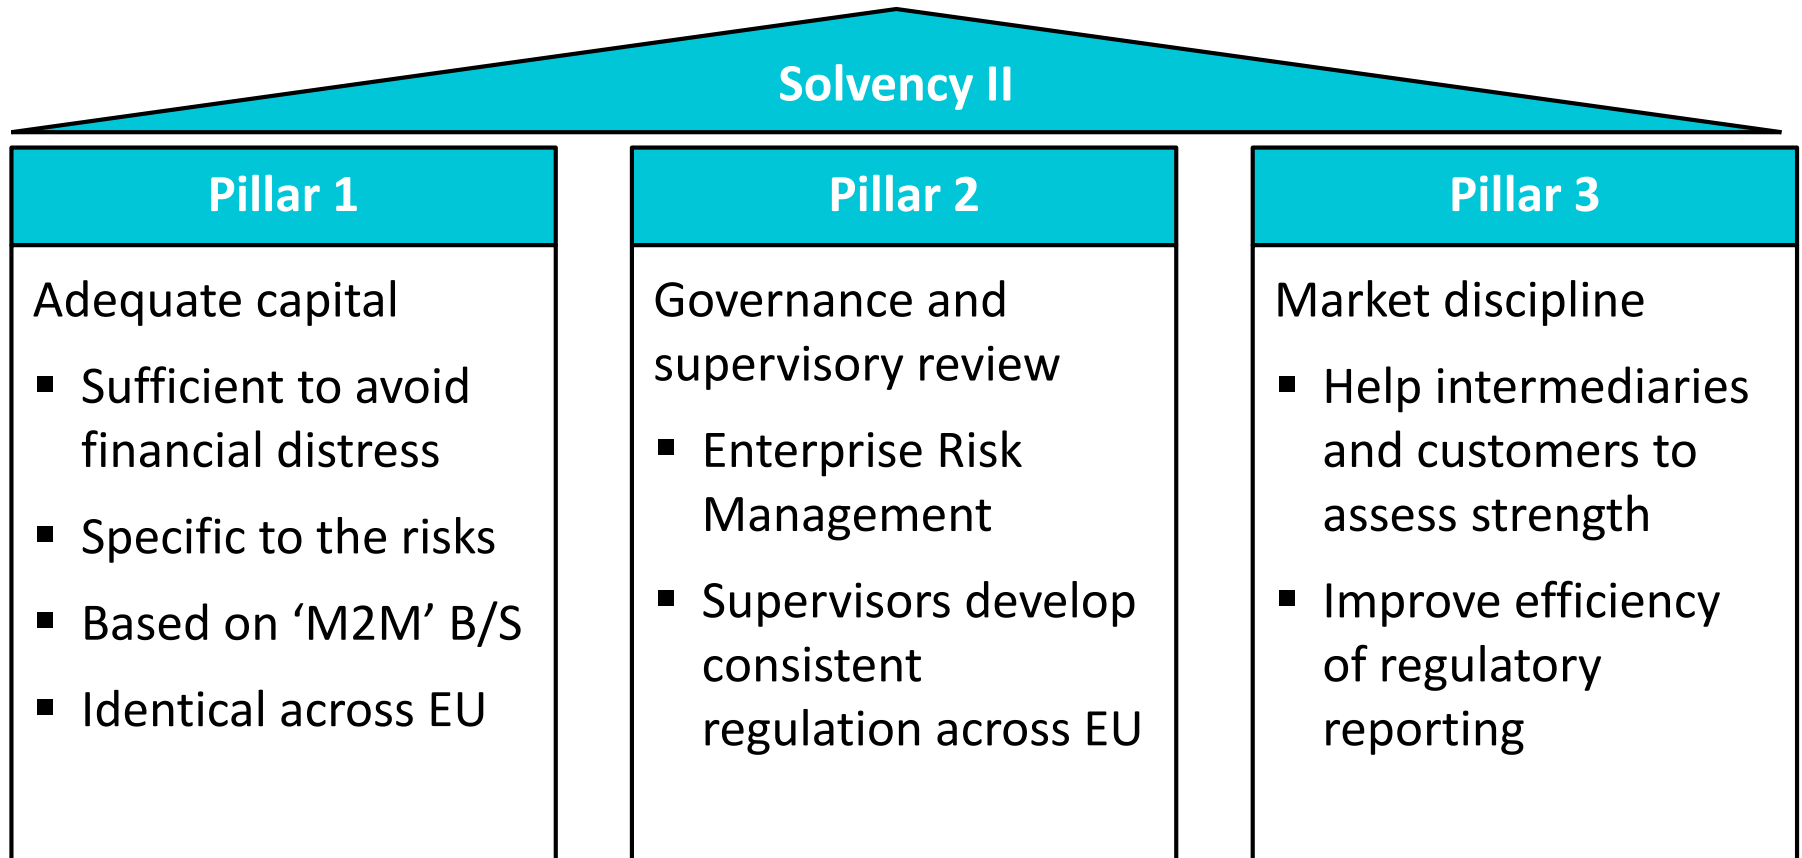 Solvency II
Pillar 1
Adequate capital
▪ Sufficient to avoid
financial distress
▪ Specific to the risks
▪ Based on ‘M2M’ B/S
▪ Identical across EU
Pillar 2
Governance and
supervisory review
▪ Enterprise Risk
Management
▪ Supervisors develop
consistent
regulation across EU
Pillar 3
Market discipline
▪ Help intermediaries
and customers to
assess strength
▪ Improve efficiency
of regulatory
reporting